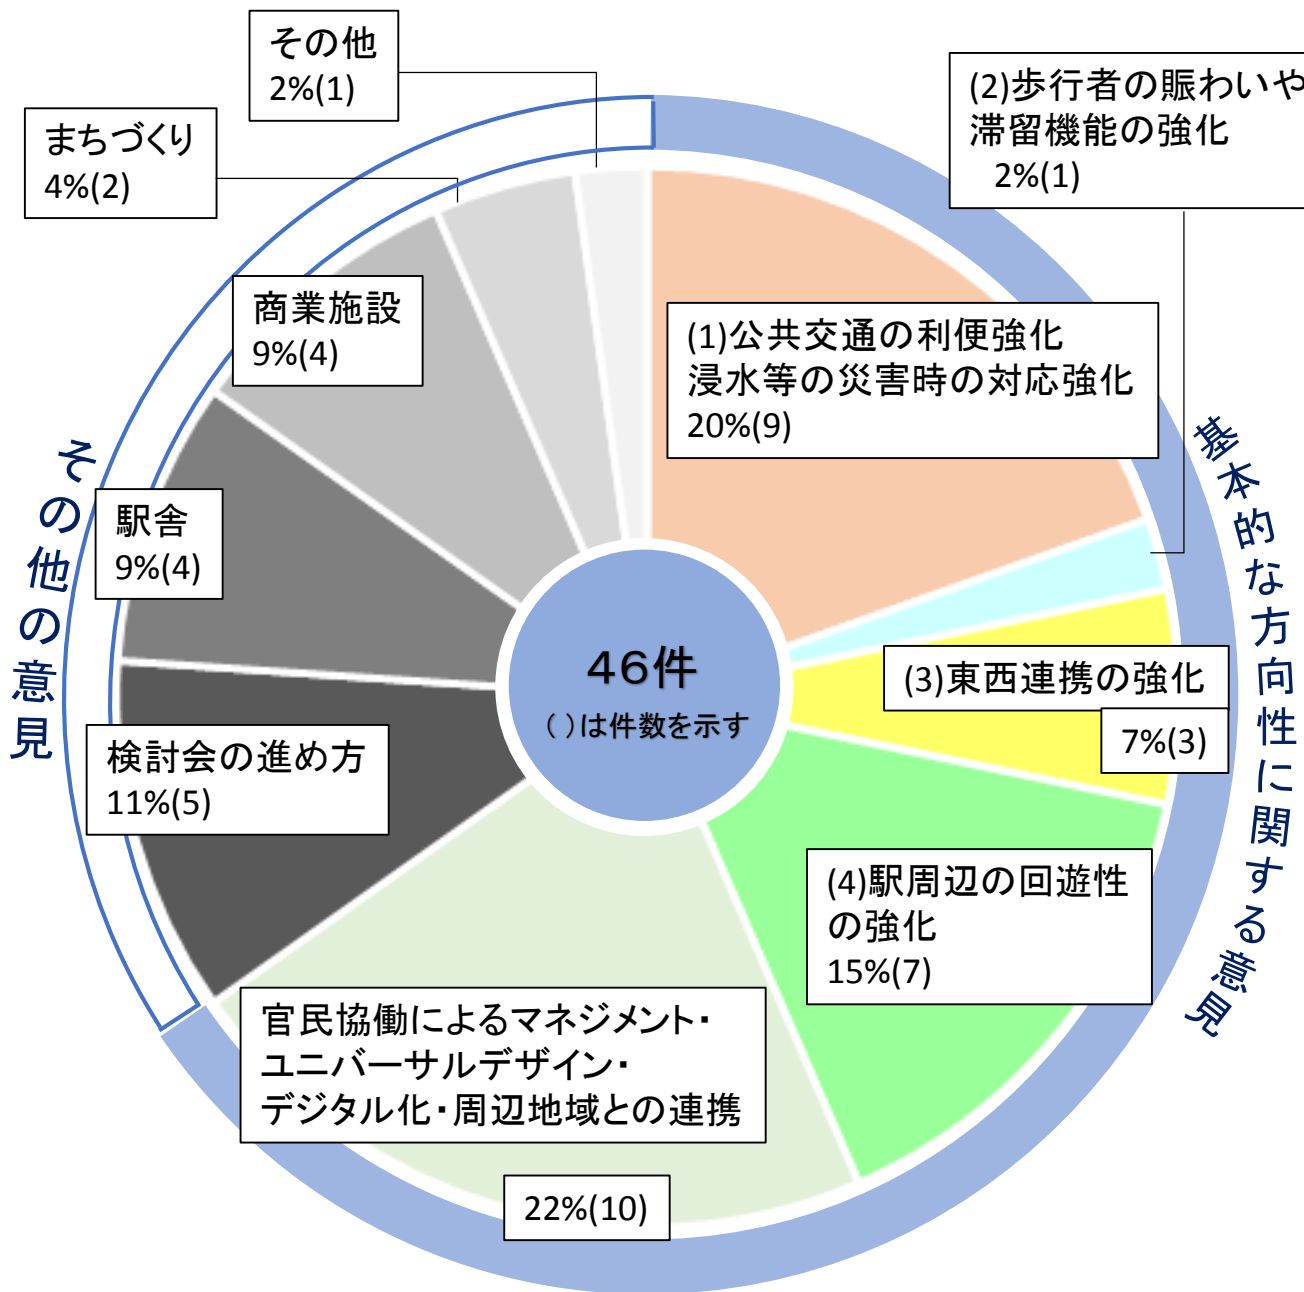 その他
2%(1)
(2)歩行者の賑わいや
滞留機能の強化
2%(1)
まちづくり
4%(2)
商業施設
9%(4)
(1)公共交通の利便強化
浸水等の災害時の対応強化
20%(9)
駅舎
9%(4)
46件
( )は件数を示す
(3)東西連携の強化
7%(3)
検討会の進め方
11%(5)
(4)駅周辺の回遊性
の強化
15%(7)
官民協働によるマネジメント・
ユニバーサルデザイン・
デジタル化・周辺地域との連携
22%(10)
その他の意見
基本的な方向性に関する意見